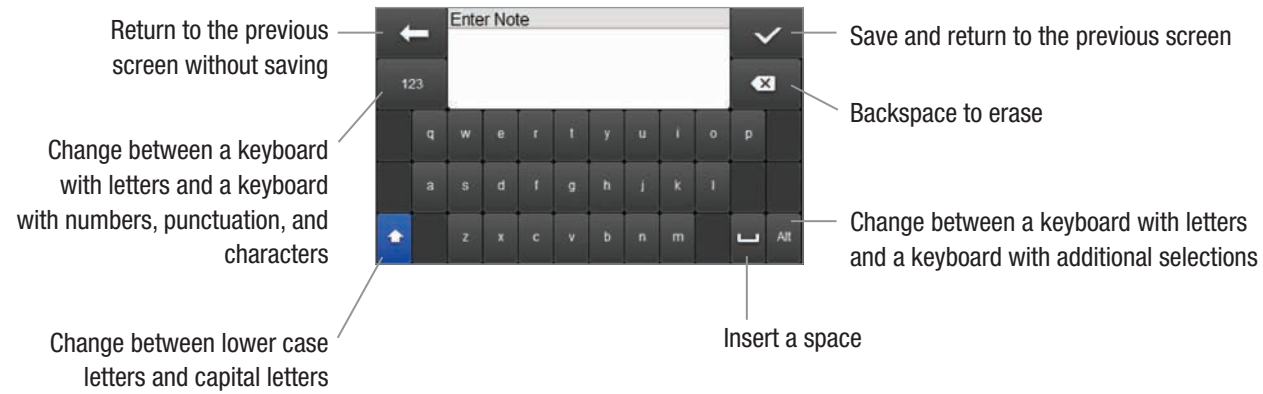 Return to the previous
screen without saving
Change between a keyboard
with letters and a keyboard
with numbers, punctuation, and
characters
Change between lower case
letters and capital letters
Enter Note
123
q w e r t y u i o p
a s d f g h j k l
z x c v b n m Alt
Save and return to the previous screen
Backspace to erase
Change between a keyboard with letters
and a keyboard with additional selections
Insert a space